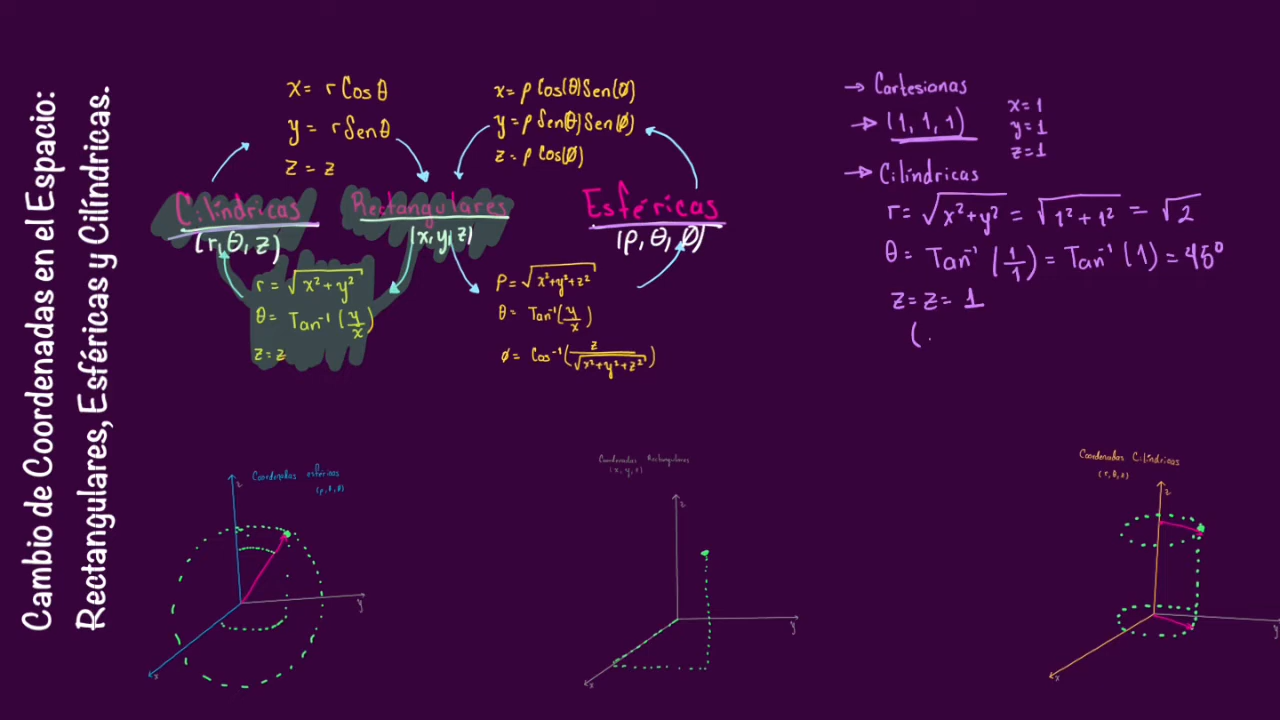 Cambio de Coordenadas en el Espacio:
Rectangulares, Esféricas y Cilíndricas.
x = r Cosθ
y = r Senθ
z = z
x = ρ Cos(θ)Sen(Ø)
y = ρ Sen(θ)Sen(Ø)
z = ρ Cos(Ø)
Cilíndricas
(r, θ, z)
Rectangulares
(x, y, z)
Esféricas
(ρ, θ, Ø)
r = √x²+y²
θ = Tan⁻¹(y/x)
z = z
ρ = √x²+y²+z²
θ = Tan⁻¹(y/x)
Ø = Cos⁻¹(z/√x²+y²+z²)
→ Cartesianas
→ (1, 1, 1)
x = 1
y = 1
z = 1
→ Cilíndricas
r = √x²+y² = √1²+1² = √2
θ = Tan⁻¹(1/1) = Tan⁻¹(1) = 45°
z = z = 1
(.
Coordenadas esféricas
(ρ, θ, Ø)
z
y
x
Coordenadas Rectangulares
(x, y, z)
z
y
x
Coordenadas Cilíndricas
(r, θ, z)
z
y
x